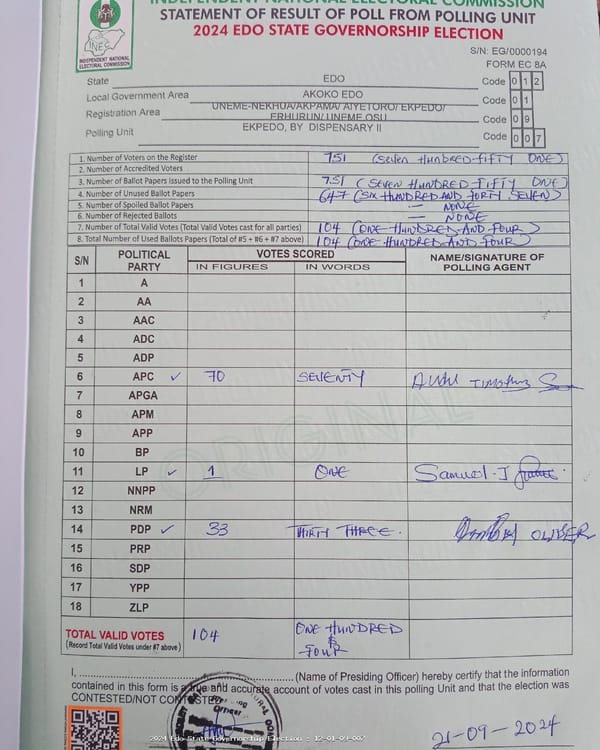 INDEPENDENT NATIONAL ELECTORAL COMMISSION
STATEMENT OF RESULT OF POLL FROM POLLING UNIT
2024 EDO STATE GOVERNORSHIP ELECTION
INEC
INDEPENDENT NATIONAL
ELECTORAL COMMISSION
S/N: EG/0000194
FORM EC 8A
State EDO Code 0 1 2
Local Government Area AKOKO EDO Code 0 1
Registration Area UNEME-NEKHUA/AKPAMA/ AIYETORO/ EKPEDO/ ERHURUN/ UNEME OSU Code 0 9
Polling Unit EKPEDO, BY DISPENSARY II Code 0 0 7
1. Number of Voters on the Register 751 (SEVEN HUNDRED-FIFTY ONE)
2. Number of Accredited Voters
3. Number of Ballot Papers Issued to the Polling Unit 751 (SEVEN HUNDRED FIFTY ONE)
4. Number of Unused Ballot Papers 647 (SIX HUNDRED AND FORTY SEVEN)
5. Number of Spoiled Ballot Papers — NONE
6. Number of Rejected Ballots — NONE
7. Number of Total Valid Votes (Total Valid Votes cast for all parties) 104 (ONE HUNDRED AND FOUR)
8. Total Number of Used Ballots Papers (Total of #5 + #6 + #7 above) 104 (ONE HUNDRED AND FOUR)
S/N POLITICAL PARTY VOTES SCORED NAME/SIGNATURE OF POLLING AGENT
IN FIGURES IN WORDS
1 A
2 AA
3 AAC
4 ADC
5 ADP
6 APC ✓ 70 SEVENTY
7 APGA
8 APM
9 APP
10 BP
11 LP ✓ 1 ONE Samuel J
12 NNPP
13 NRM
14 PDP ✓ 33 THIRTY THREE. OLIVER
15 PRP
16 SDP
17 YPP
18 ZLP
ORIGINAL
TOTAL VALID VOTES 104 ONE HUNDRED & FOUR
(Record Total Valid Votes under #7 above)
I, (Name of Presiding Officer) hereby certify that the information
contained in this form is a true and accurate account of votes cast in this polling Unit and that the election was
CONTESTED/NOT CONTESTED
21-09-2024
2024 Edo State Governorship Election : 12-01-09-007